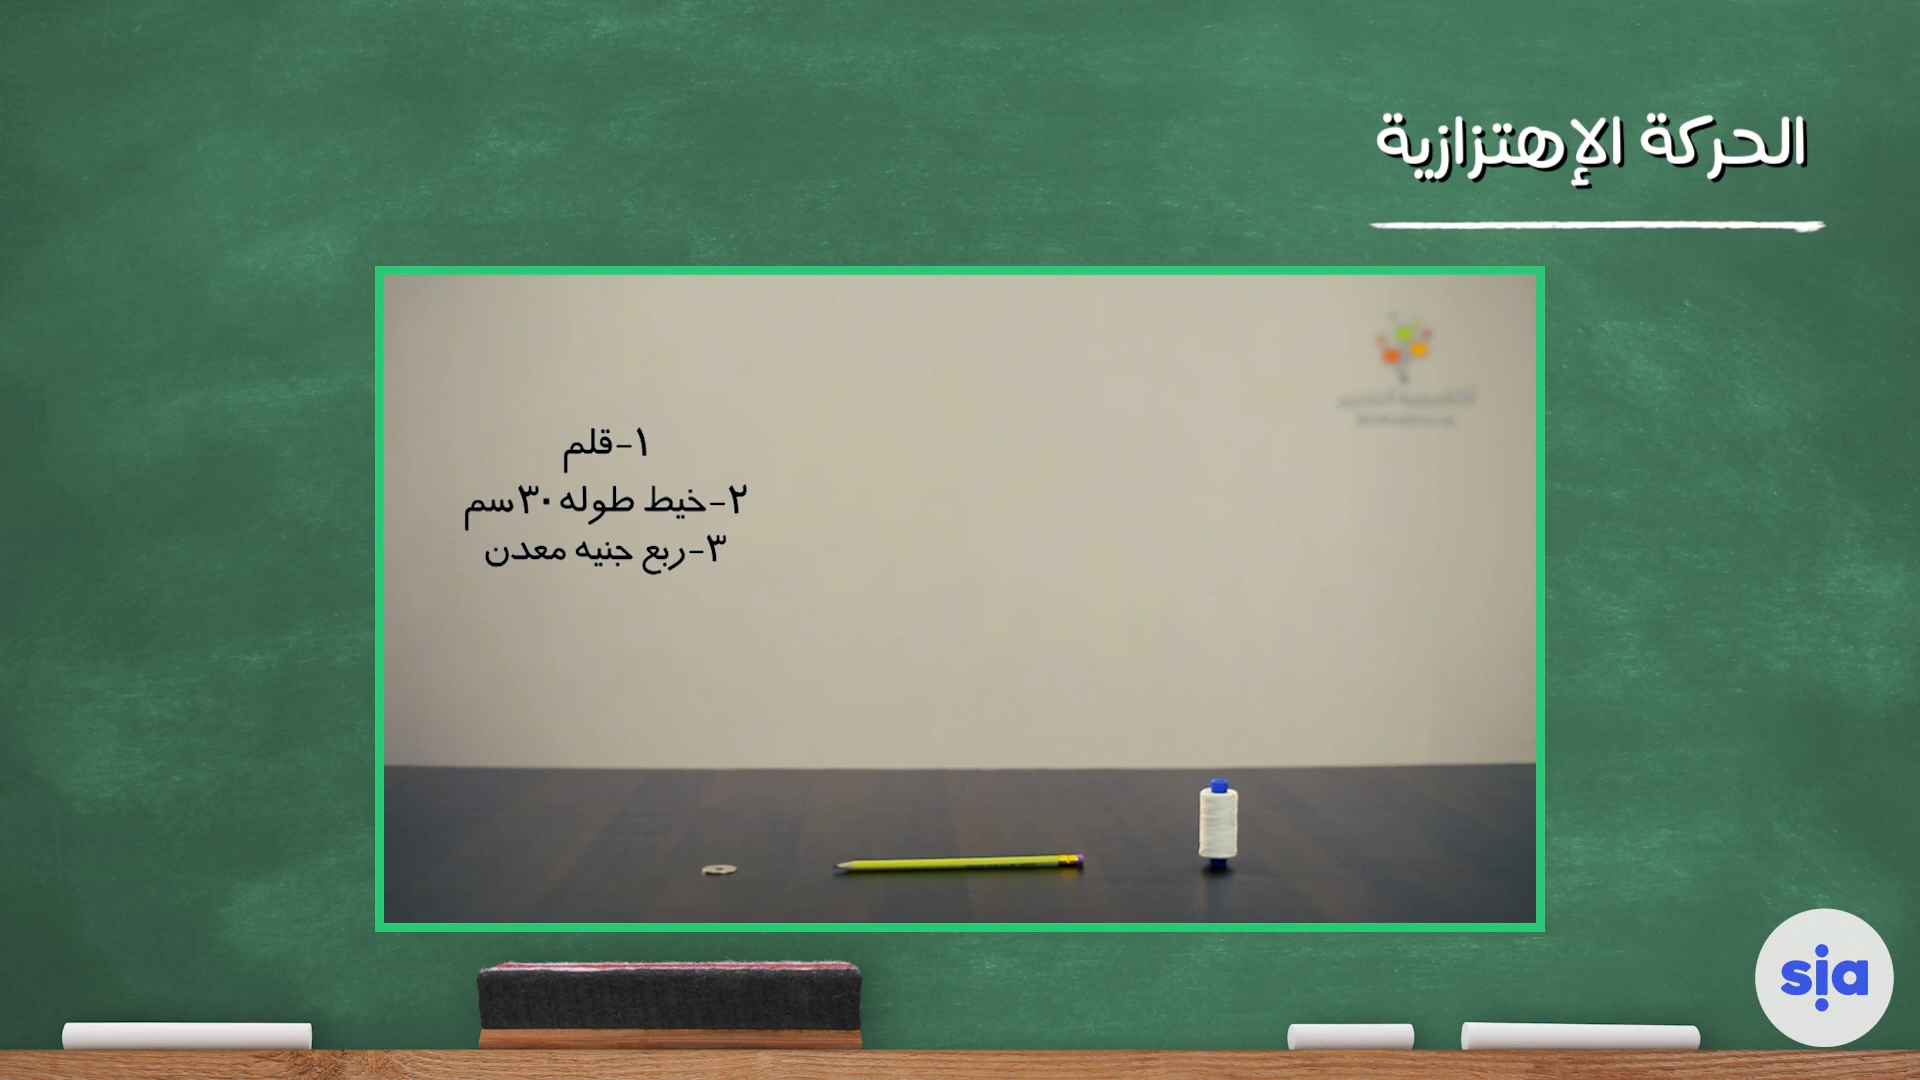 الحركة الإهتزازية
١-قلم
٢-خيط طوله ٣٠سم
٣-ربع جنيه معدن
sia